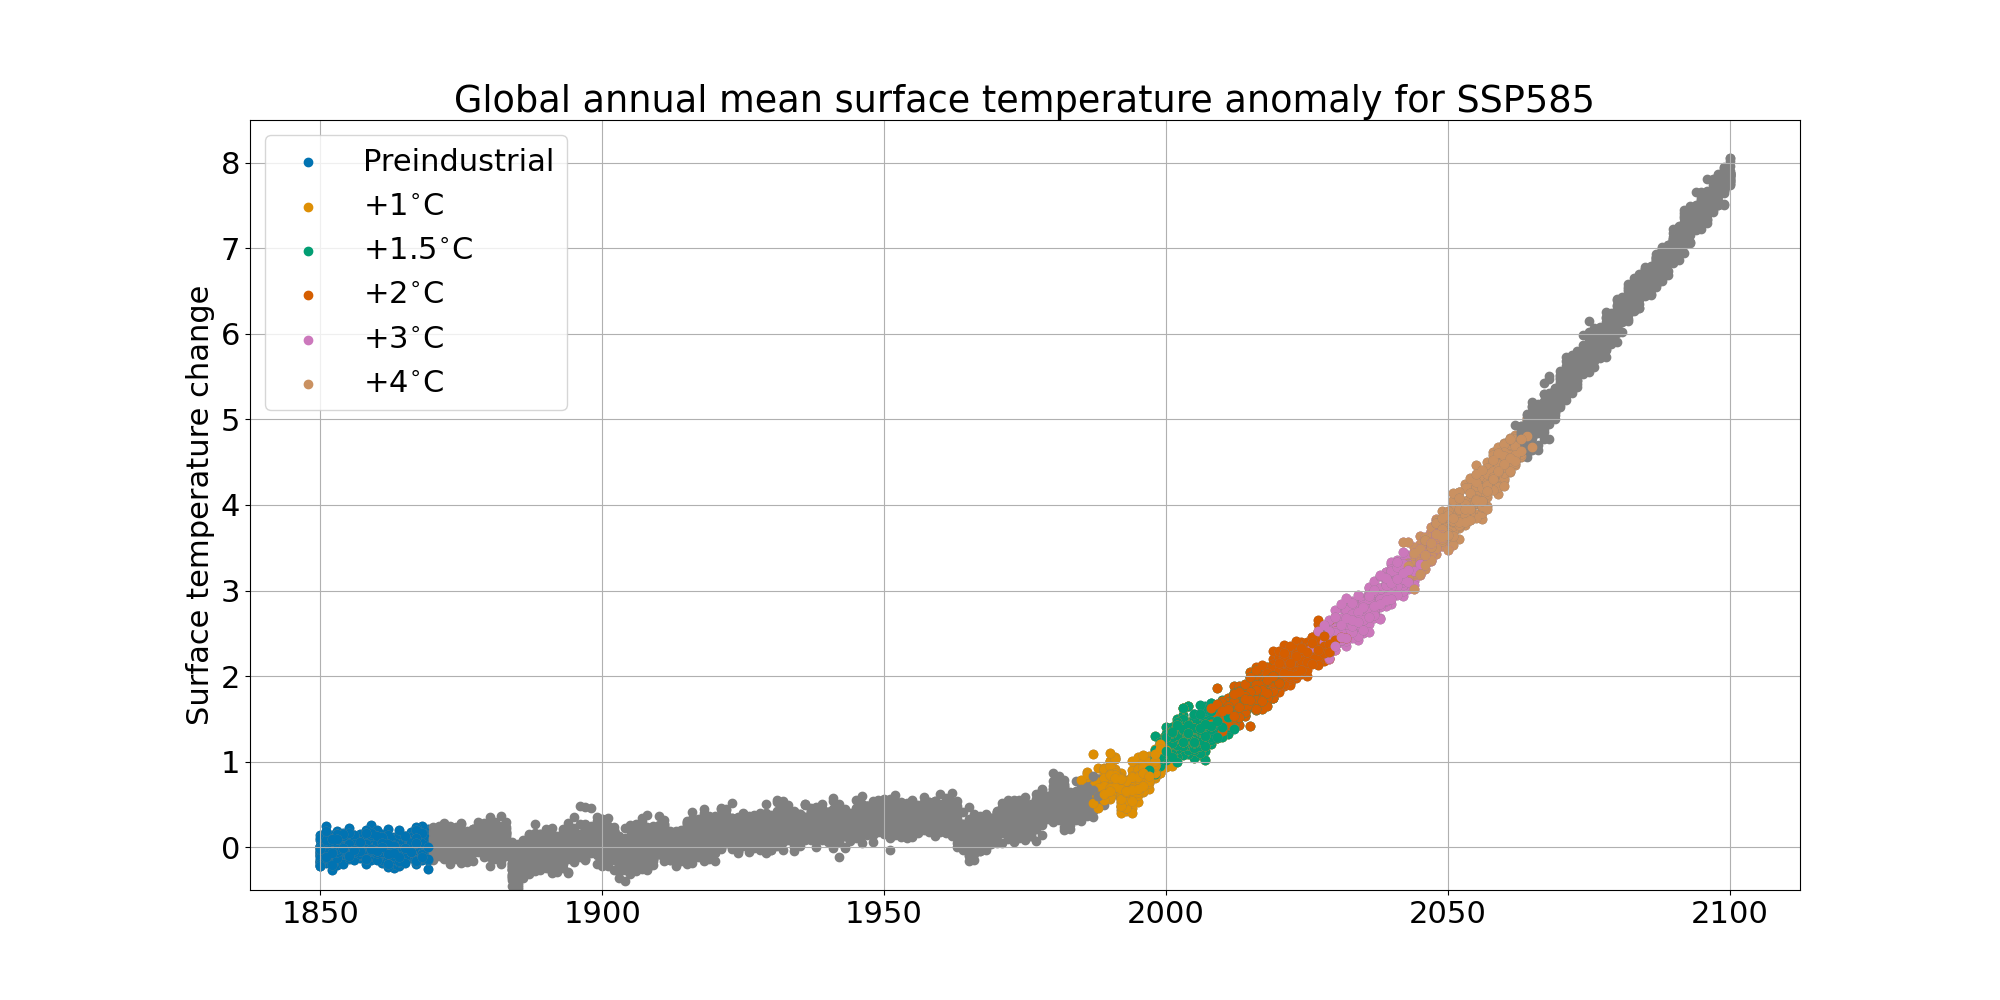 Global annual mean surface temperature anomaly for SSP585
Surface temperature change
8
7
6
5
4
3
2
1
0
Preindustrial
+1°C
+1.5°C
+2°C
+3°C
+4°C
1850 1900 1950 2000 2050 2100